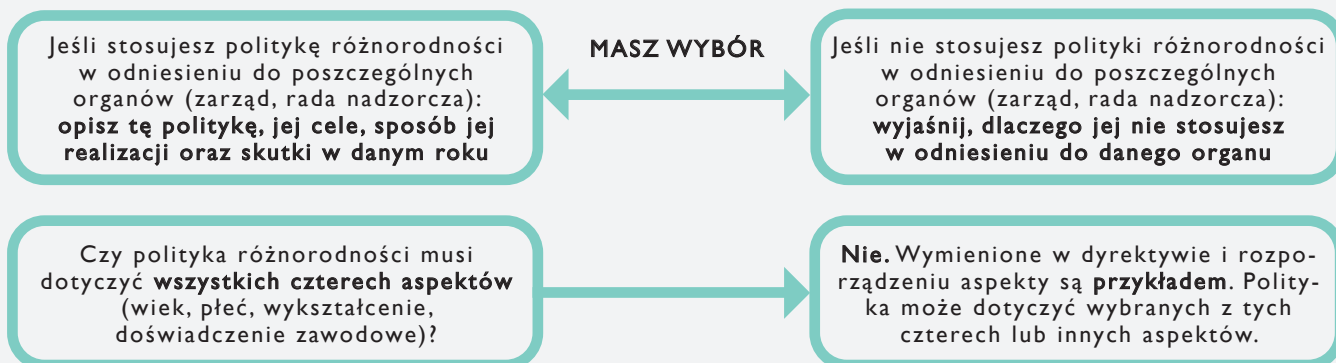 Jeśli stosujesz politykę różnorodności
w odniesieniu do poszczególnych
organów (zarząd, rada nadzorcza):
opisz tę politykę, jej cele, sposób jej
realizacji oraz skutki w danym roku
MASZ WYBÓR
Jeśli nie stosujesz polityki różnorodności
w odniesieniu do poszczególnych
organów (zarząd, rada nadzorcza):
wyjaśnij, dlaczego jej nie stosujesz
w odniesieniu do danego organu
Czy polityka różnorodności musi
dotyczyć wszystkich czterech aspektów
(wiek, płeć, wykształcenie,
doświadczenie zawodowe)?
Nie. Wymienione w dyrektywie i rozpo-
rządzeniu aspekty są przykładem. Polity-
ka może dotyczyć wybranych z tych
czterech lub innych aspektów.